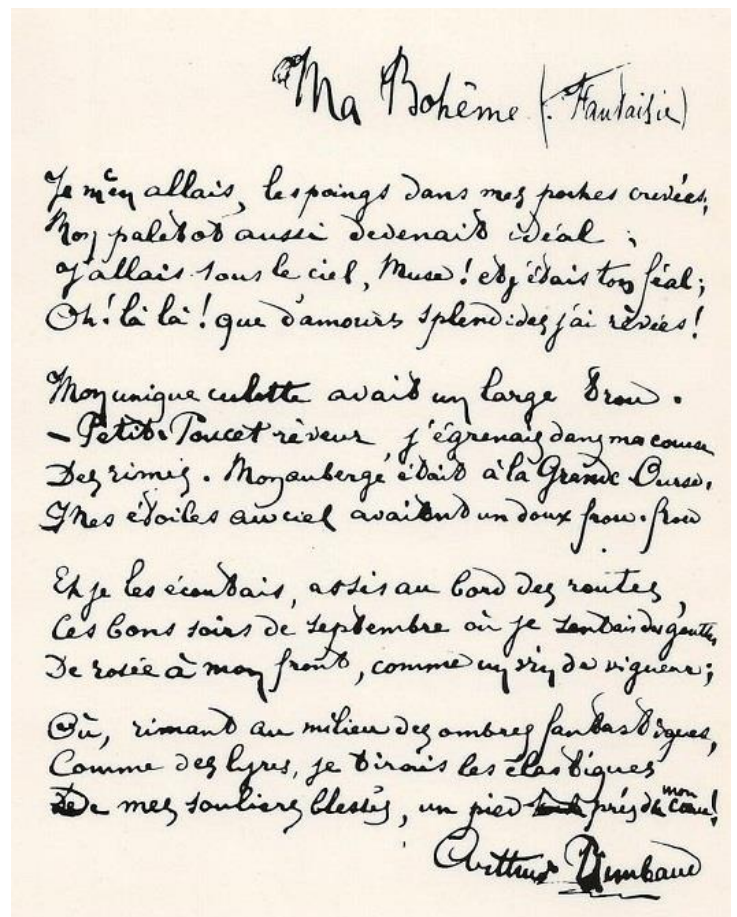 Ma Bohême (Fantaisie)
Je m'en allais, les poings dans mes poches crevées,
Mon paletot aussi devenait idéal ;
J'allais sous le ciel, Muse ! et j'étais ton féal ;
Oh ! là là ! que d'amours splendides j'ai rêvées !
Mon unique culotte avait un large trou .
– Petit-Poucet rêveur, j'égrenais dans ma course
Des rimes . Mon auberge était à la Grande Ourse.
Mes étoiles au ciel avaient un doux frou-frou
Et je les écoutais, assis au bord des routes,
Ces bons soirs de septembre où je sentais des gouttes
De rosée à mon front, comme un vin de vigueur ;
Où, rimant au milieu des ombres fantastiques,
Comme des lyres, je tirais les élastiques
De mes souliers blessés, un pied près de mon cœur !
Arthur Rimbaud